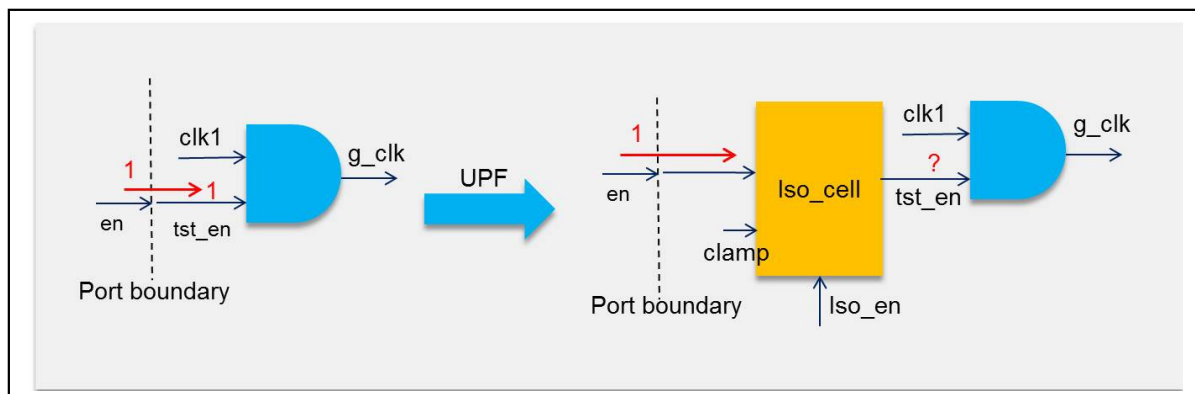 clk1
1
1
g_clk
en
tst_en
Port boundary
UPF
1
en
clamp
Port boundary
Iso_cell
Iso_en
clk1
?
tst_en
g_clk